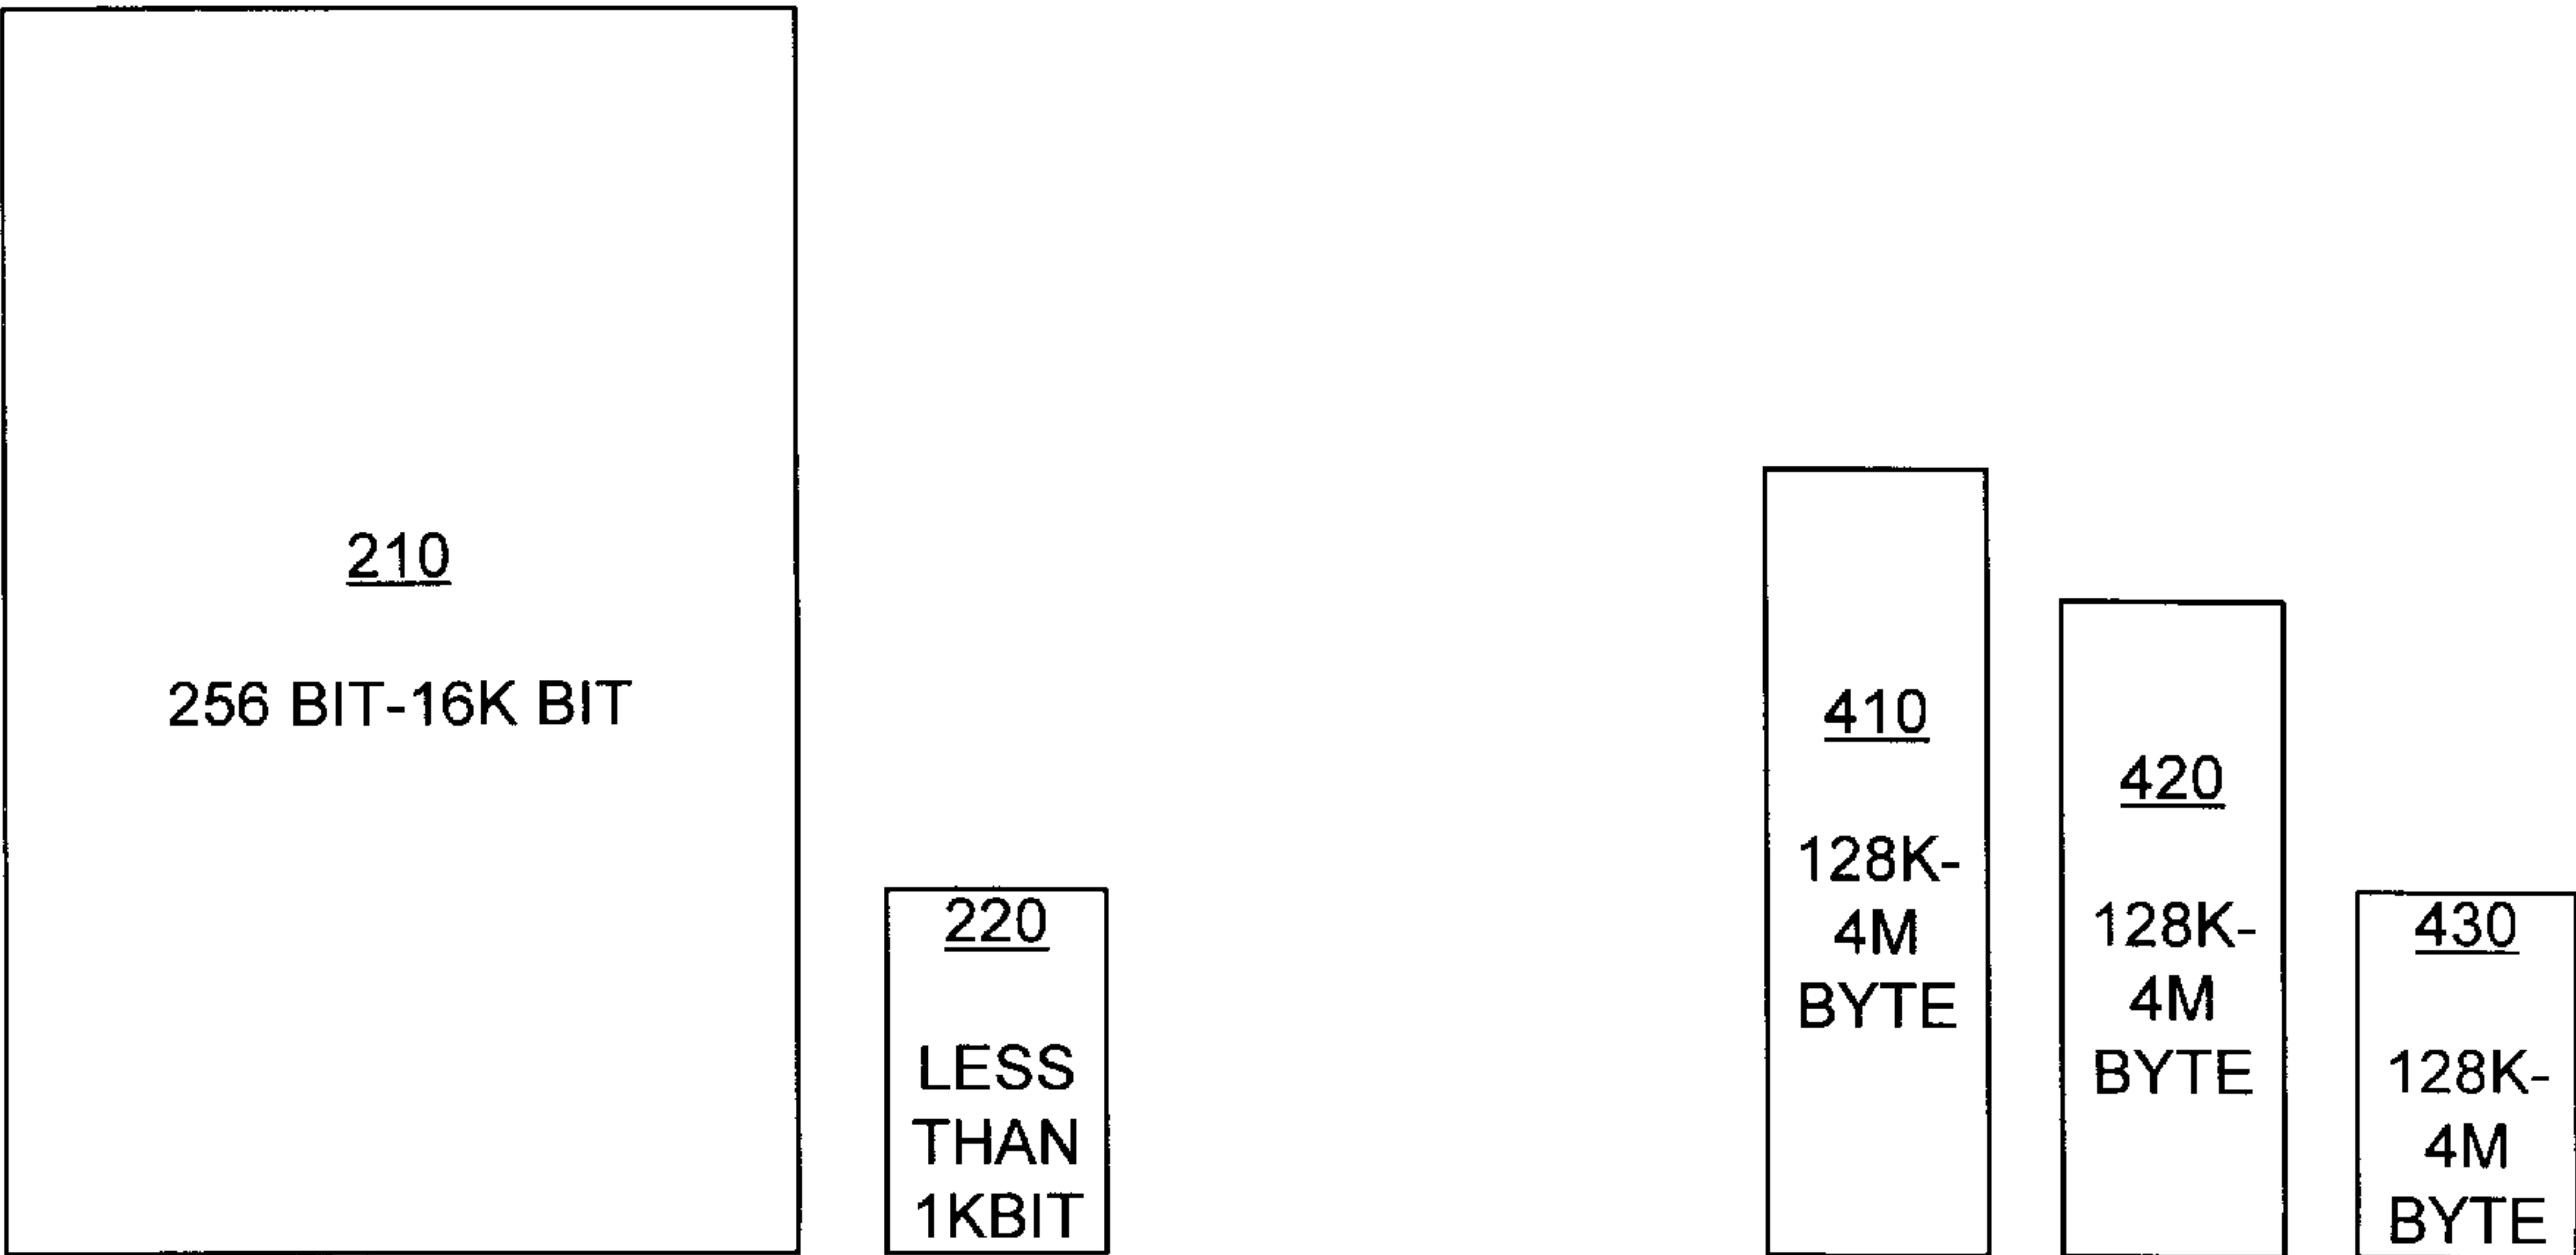 210
256 BIT-16K BIT
220
LESS
THAN
1KBIT
410
128K-
4M
BYTE
420
128K-
4M
BYTE
430
128K-
4M
BYTE